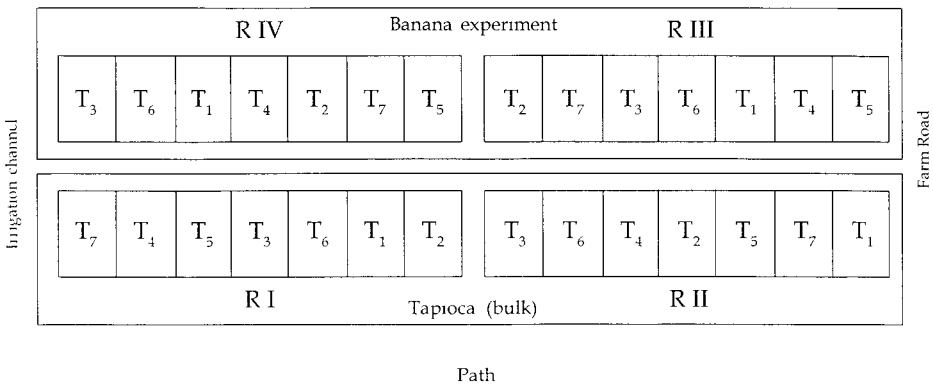 R IV Banana experiment R III
T3 T6 T1 T4 T2 T7 T5 T2 T7 T3 T6 T1 T4 T5
Irrigation channel
Farm Road
T7 T4 T5 T3 T6 T1 T2 T3 T6 T4 T2 T5 T7 T1
R I Tapioca (bulk) R II
Path